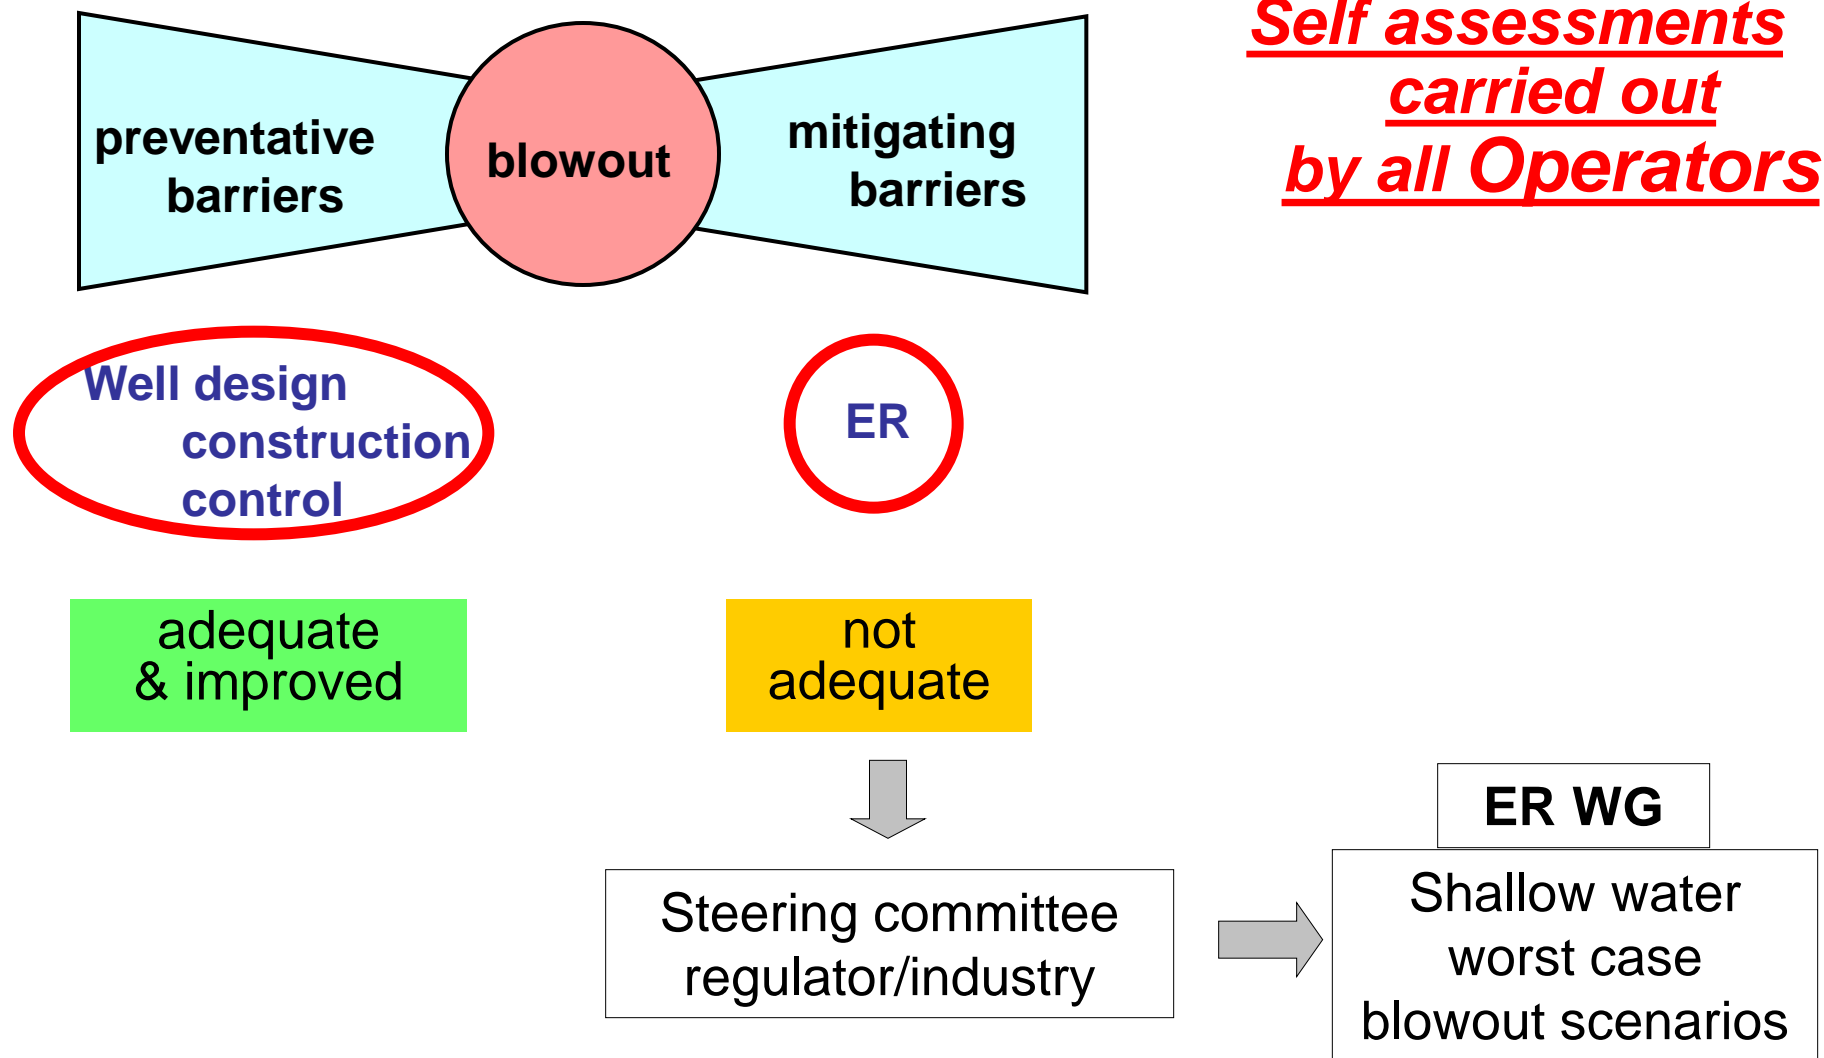 Self assessments
carried out
by all Operators
preventative
barriers
blowout
mitigating
barriers
Well design
construction
control
ER
adequate
& improved
not
adequate
Steering committee
regulator/industry
ER WG
Shallow water
worst case
blowout scenarios